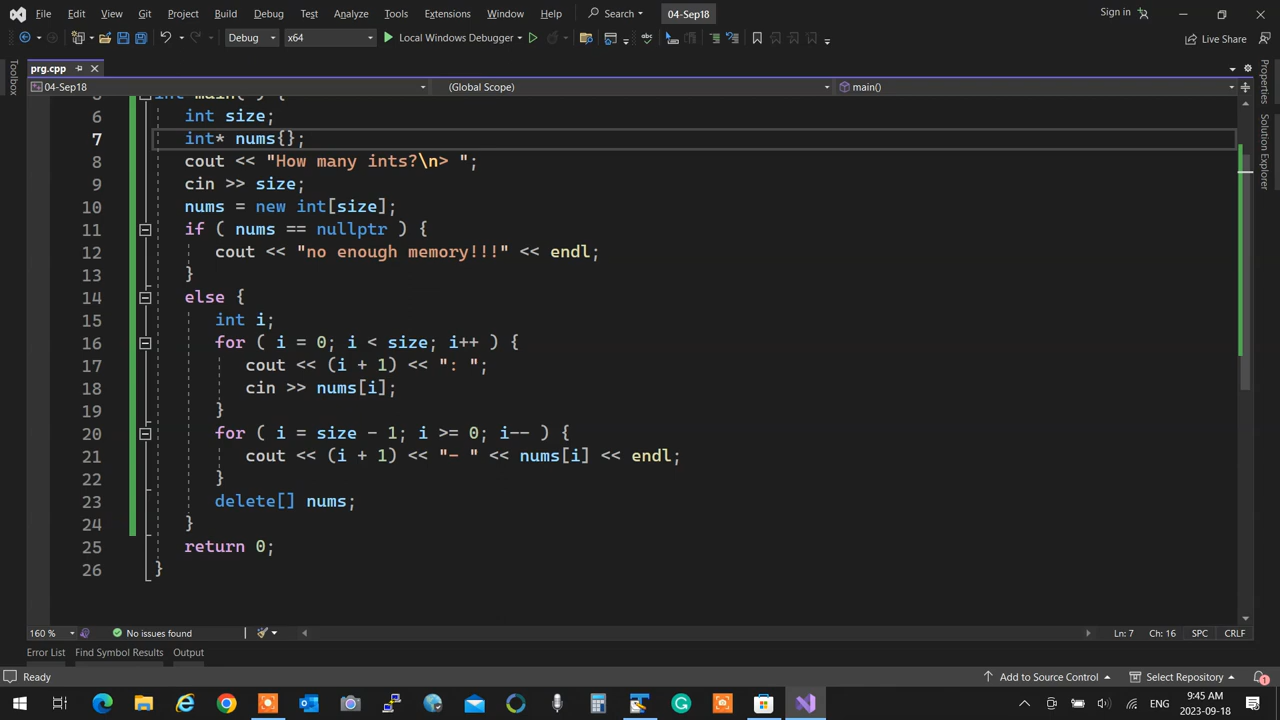 File Edit View Git Project Build Debug Test Analyze Tools Extensions Window Help Search 04-Sep18 Sign in
Debug x64 Local Windows Debugger Live Share
prg.cpp
04-Sep18 (Global Scope) main()
Toolbox
Properties
Solution Explorer
int main( ) {
6 int size;
7 int* nums{};
8 cout << "How many ints?\n> ";
9 cin >> size;
10 nums = new int[size];
11 if ( nums == nullptr ) {
12 cout << "no enough memory!!!" << endl;
13 }
14 else {
15 int i;
16 for ( i = 0; i < size; i++ ) {
17 cout << (i + 1) << ": ";
18 cin >> nums[i];
19 }
20 for ( i = size - 1; i >= 0; i-- ) {
21 cout << (i + 1) << "- " << nums[i] << endl;
22 }
23 delete[] nums;
24 }
25 return 0;
26 }
160 % No issues found Ln: 7 Ch: 16 SPC CRLF
Error List Find Symbol Results Output
Ready Add to Source Control Select Repository 1
ENG 9:45 AM
2023-09-18